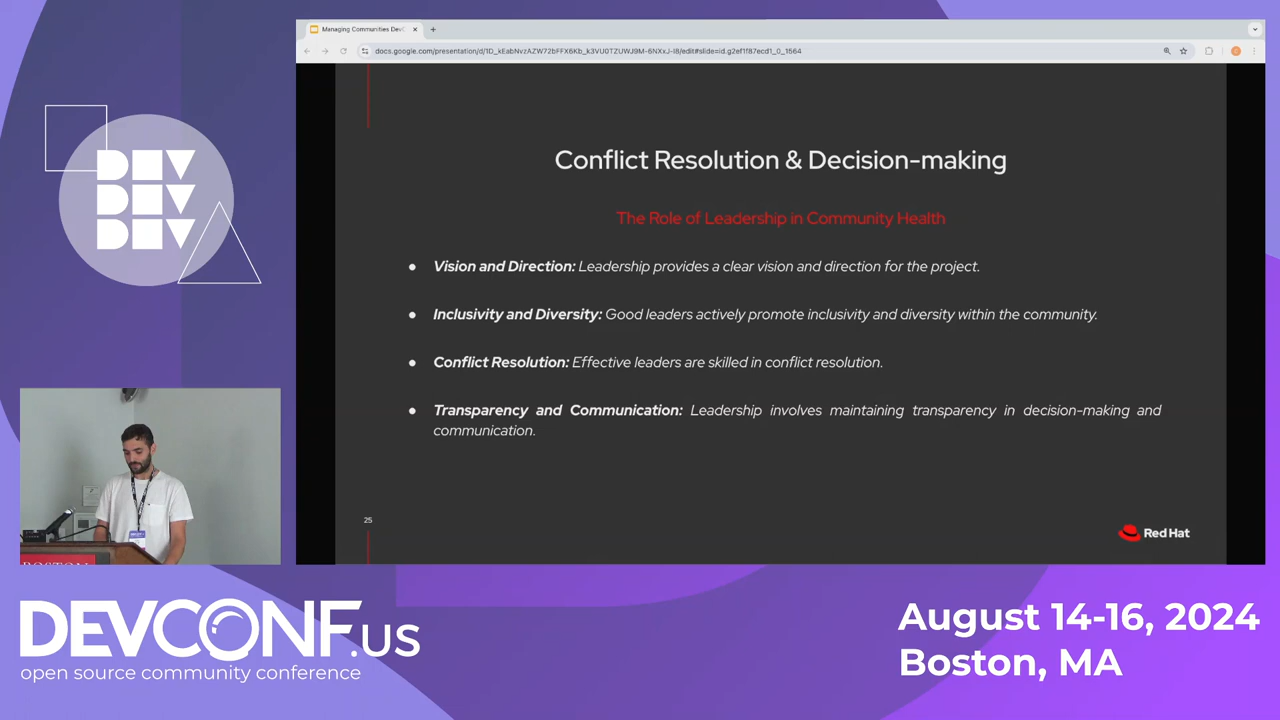 Managing Communities DevC
docs.google.com/presentation/d/1D_kEabNvzAZW72bFFX6Kb_k3VU0TZUWJ9M-6NXxJ-I8/edit#slide=id.g2ef1f87ecd1_0_1564
DEV
DEV
DEV
Conflict Resolution & Decision-making
The Role of Leadership in Community Health
● Vision and Direction: Leadership provides a clear vision and direction for the project.
● Inclusivity and Diversity: Good leaders actively promote inclusivity and diversity within the community.
● Conflict Resolution: Effective leaders are skilled in conflict resolution.
● Transparency and Communication: Leadership involves maintaining transparency in decision-making and
communication.
25
Red Hat
BOSTON
DEVCONF.US
open source community conference
August 14-16, 2024
Boston, MA